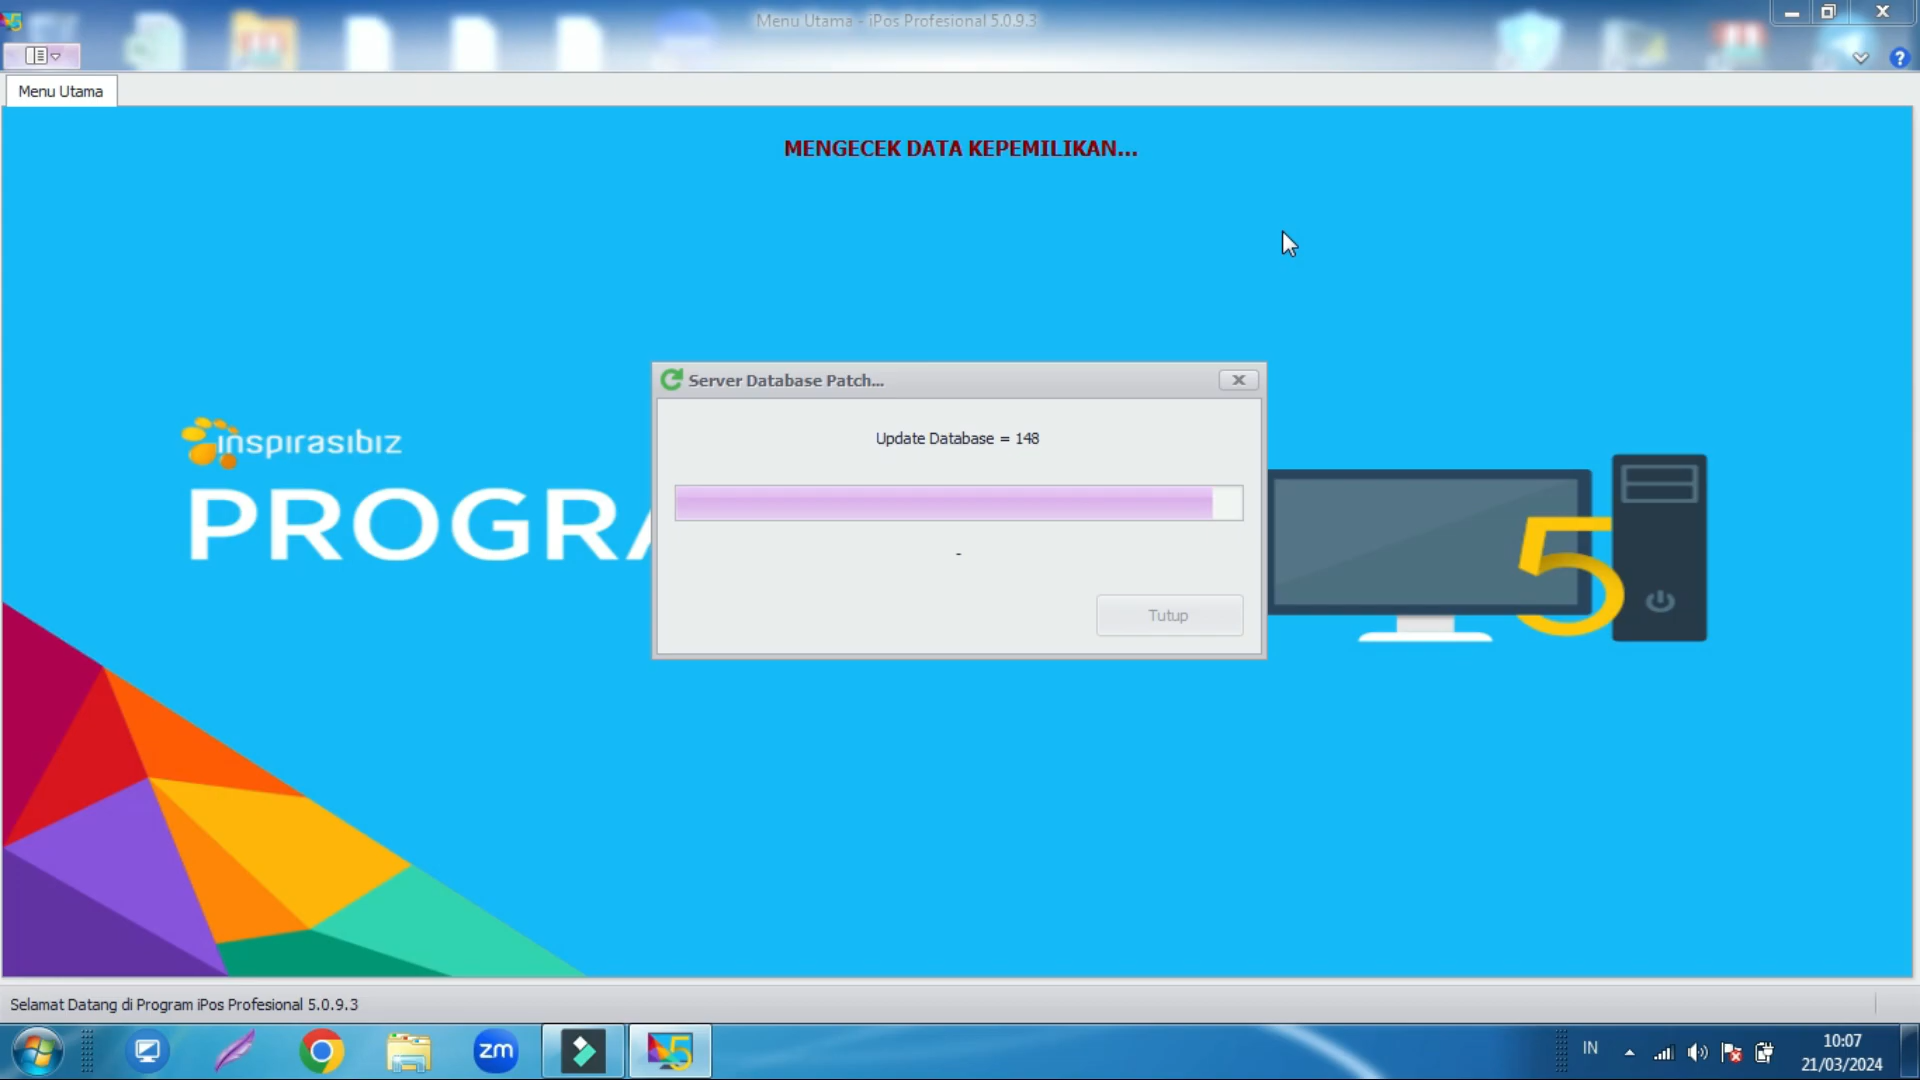 Menu Utama - iPos Profesional 5.0.9.3
Menu Utama
MENGECEK DATA KEPEMILIKAN...
Server Database Patch...
Update Database = 148
-
Tutup
inspirasibiz
PROGRA
5
Selamat Datang di Program iPos Profesional 5.0.9.3
zm
5
IN
10:07
21/03/2024